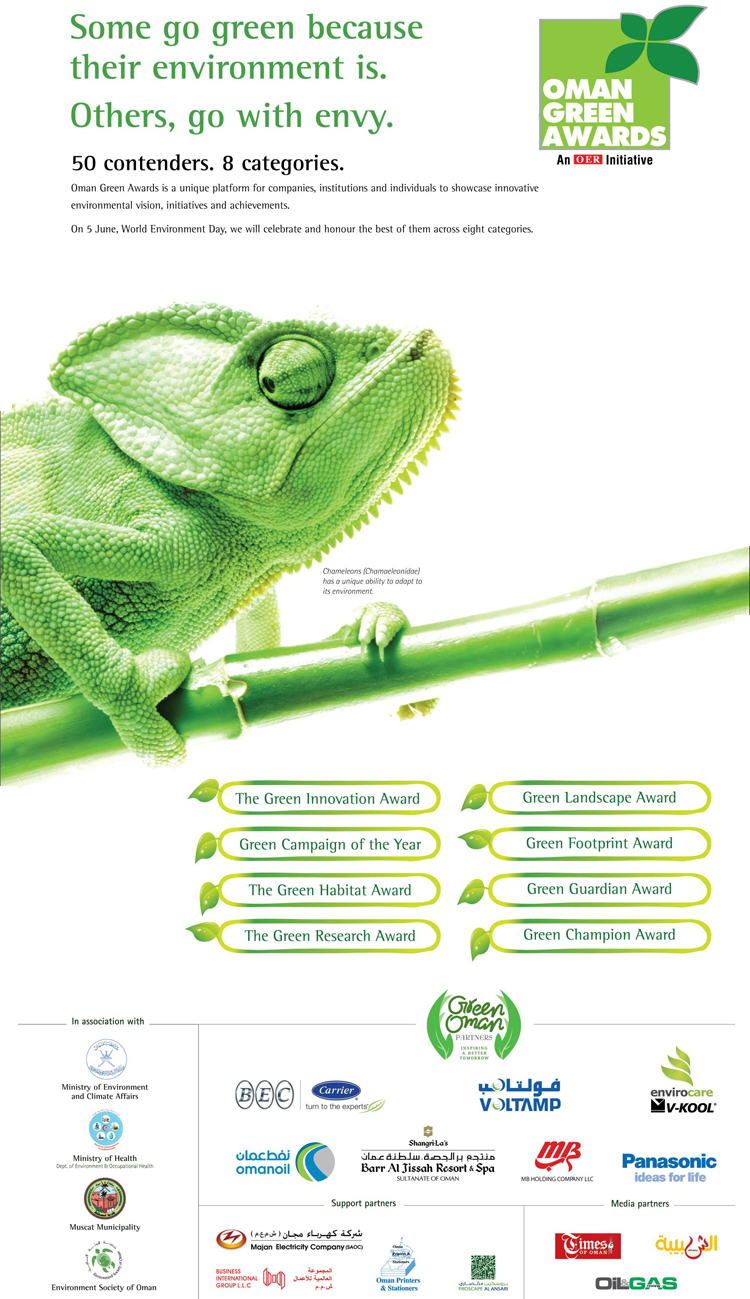 Some go green because
their environment is.
Others, go with envy.
OMAN
GREEN
AWARDS
An OER Initiative
50 contenders. 8 categories.
Oman Green Awards is a unique platform for companies, institutions and individuals to showcase innovative
environmental vision, initiatives and achievements.
On 5 June, World Environment Day, we will celebrate and honour the best of them across eight categories.
Chameleons (Chamaeleonidae)
has a unique ability to adapt to
its environment.
The Green Innovation Award
Green Campaign of the Year
The Green Habitat Award
The Green Research Award
Green Landscape Award
Green Footprint Award
Green Guardian Award
Green Champion Award
In association with
Ministry of Environment
and Climate Affairs
Ministry of Health
Dept. of Environment & Occupational Health
Muscat Municipality
Environment Society of Oman
Green
Oman
PARTNERS
INSPIRING
A BETTER
TOMORROW
BEC
Carrier
turn to the experts
فولتامب
VOLTAMP
envirocare
V-KOOL
نفط عمان
omanoil
Shangri-La's
منتجع بر الجصة، سلطنة عمان
Barr Al Jissah Resort & Spa
SULTANATE OF OMAN
MB
MB HOLDING COMPANY LLC
Panasonic
ideas for life
Support partners
شركة كهرباء مجان (ش م ع م)
Majan Electricity Company (SAOC)
BUSINESS
INTERNATIONAL
GROUP L.L.C
المجموعة
العالمية للأعمال
ش.م.م
Oman
Printers &
Stationers
Oman Printers
& Stationers
PROSCAPE AL ANSARI
Media partners
Times
OF OMAN
الشبيبة
OIL&GAS